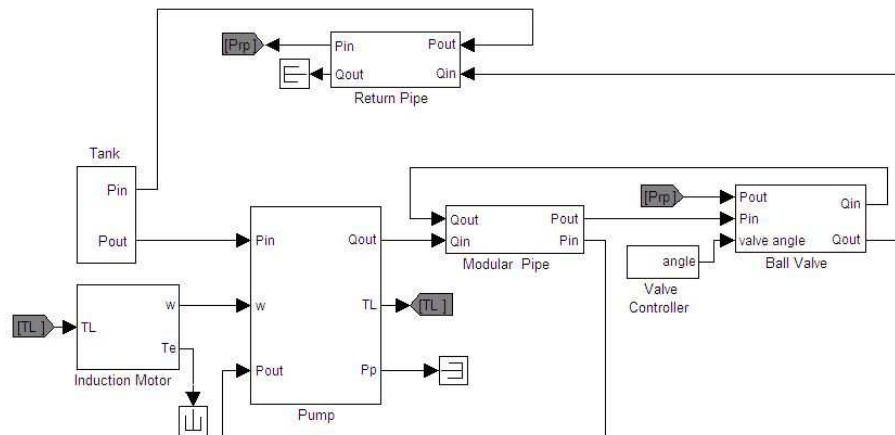 [Prp]
Pin
Pout
Qout
Qin
Return Pipe
Tank
Pin
Pout
Pin
Qout
w
TL
Pout
Pp
Pump
[TL ]
[TL ]
TL
w
Te
Induction Motor
Qout
Pout
Qin
Pin
Modular Pipe
[Prp]
Pout
Qin
Pin
valve angle
Qout
Ball Valve
angle
Valve
Controller